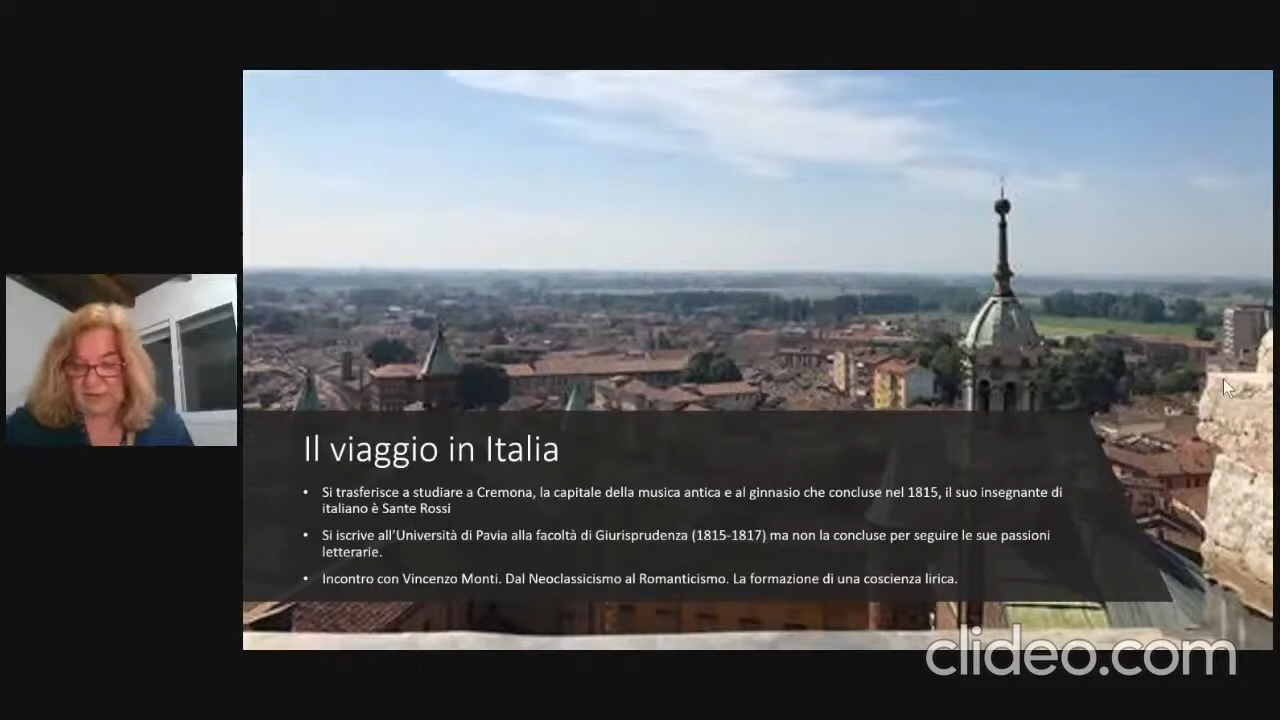 Il viaggio in Italia
• Si trasferisce a studiare a Cremona, la capitale della musica antica e al ginnasio che concluse nel 1815, il suo insegnante di
italiano è Sante Rossi
• Si iscrive all'Università di Pavia alla facoltà di Giurisprudenza (1815-1817) ma non la concluse per seguire le sue passioni
letterarie.
• Incontro con Vincenzo Monti. Dal Neoclassicismo al Romanticismo. La formazione di una coscienza lirica.
clideo.com